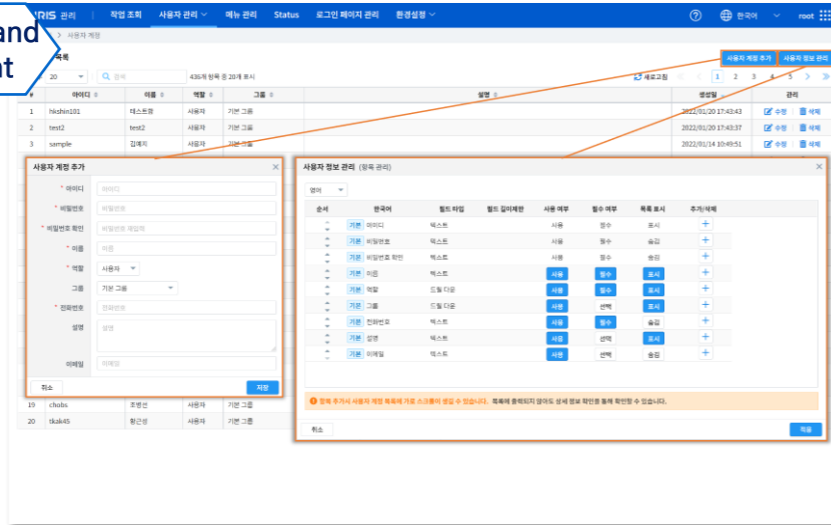 and
nt
RIS 관리 작업 조회 사용자 관리 메뉴 관리 Status 로그인 페이지 관리 환경설정 한국어 root
> 사용자 계정
목록 사용자 계정 추가 사용자 정보 관리
20 검색 436개 항목 중 20개 표시 새로고침 1 2 3 4 5
# 아이디 이름 역할 그룹 설명 생성일 관리
1 hkshin101 테스트용 사용자 기본 그룹 2022/01/20 17:43:43 수정 삭제
2 test2 test2 사용자 기본 그룹 2022/01/20 17:43:37 수정 삭제
3 sample 김예지 사용자 기본 그룹 2022/01/14 10:49:51 수정 삭제
사용자 계정 추가
* 아이디 아이디
* 비밀번호 비밀번호
* 비밀번호 확인 비밀번호 재입력
* 이름 이름
* 역할 사용자
그룹 기본 그룹
* 전화번호 전화번호
설명 설명
이메일 이메일
취소 저장
사용자 정보 관리 (항목 관리)
영어
순서 한국어 필드 타입 필드 길이제한 사용 여부 필수 여부 목록 표시 추가/삭제
기본 아이디 텍스트 사용 필수 표시 +
기본 비밀번호 텍스트 사용 필수 숨김 +
기본 비밀번호 확인 텍스트 사용 필수 숨김 +
기본 이름 텍스트 사용 필수 표시 +
기본 역할 드랍 다운 사용 필수 표시 +
기본 그룹 드랍 다운 사용 선택 표시 +
기본 전화번호 텍스트 사용 필수 숨김 +
기본 설명 텍스트 사용 선택 표시 +
기본 이메일 텍스트 사용 선택 숨김 +
항목 추가시 사용자 계정 목록에 가로 스크롤이 생길 수 있습니다. 목록에 출력되지 않아도 상세 정보 확인을 통해 확인할 수 있습니다.
취소 적용
19 chobs 조병선 사용자 기본 그룹
20 tkak45 황근성 사용자 기본 그룹